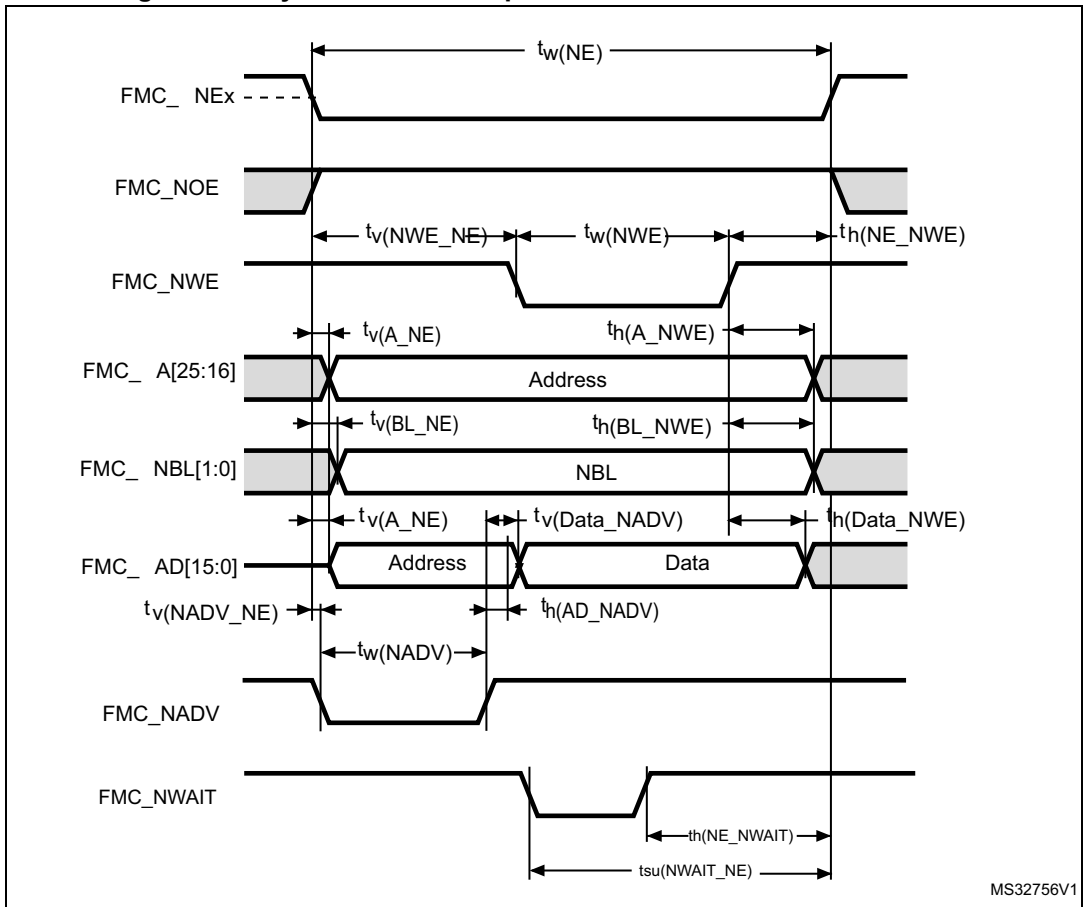 tw(NE)
FMC_ NEx
FMC_NOE
tv(NWE_NE) tw(NWE) th(NE_NWE)
FMC_NWE
tv(A_NE) th(A_NWE)
FMC_ A[25:16] Address
tv(BL_NE) th(BL_NWE)
FMC_ NBL[1:0] NBL
tv(A_NE) tv(Data_NADV) th(Data_NWE)
FMC_ AD[15:0] Address Data
tv(NADV_NE) th(AD_NADV)
tw(NADV)
FMC_NADV
FMC_NWAIT
th(NE_NWAIT)
tsu(NWAIT_NE)
MS32756V1